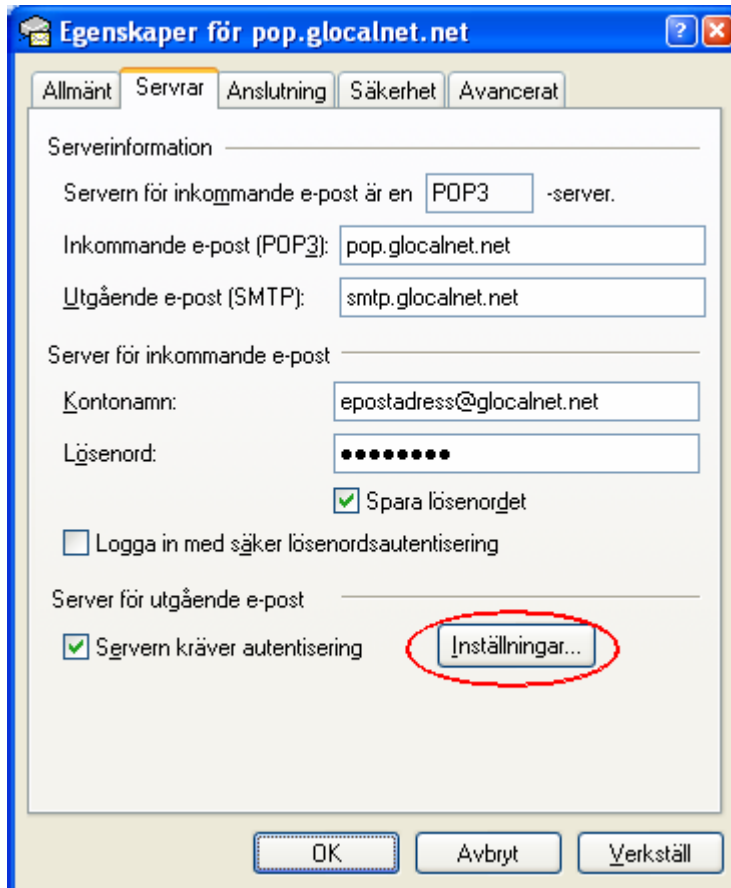 Egenskaper för pop.glocalnet.net
Allmänt Servrar Anslutning Säkerhet Avancerat
Serverinformation
Servern för inkommande e-post är en POP3 -server.
Inkommande e-post (POP3): pop.glocalnet.net
Utgående e-post (SMTP): smtp.glocalnet.net
Server för inkommande e-post
Kontonamn: epostadress@glocalnet.net
Lösenord: ●●●●●●●●
Spara lösenordet
Logga in med säker lösenordsautentisering
Server för utgående e-post
Servern kräver autentisering Inställningar...
OK Avbryt Verkställ